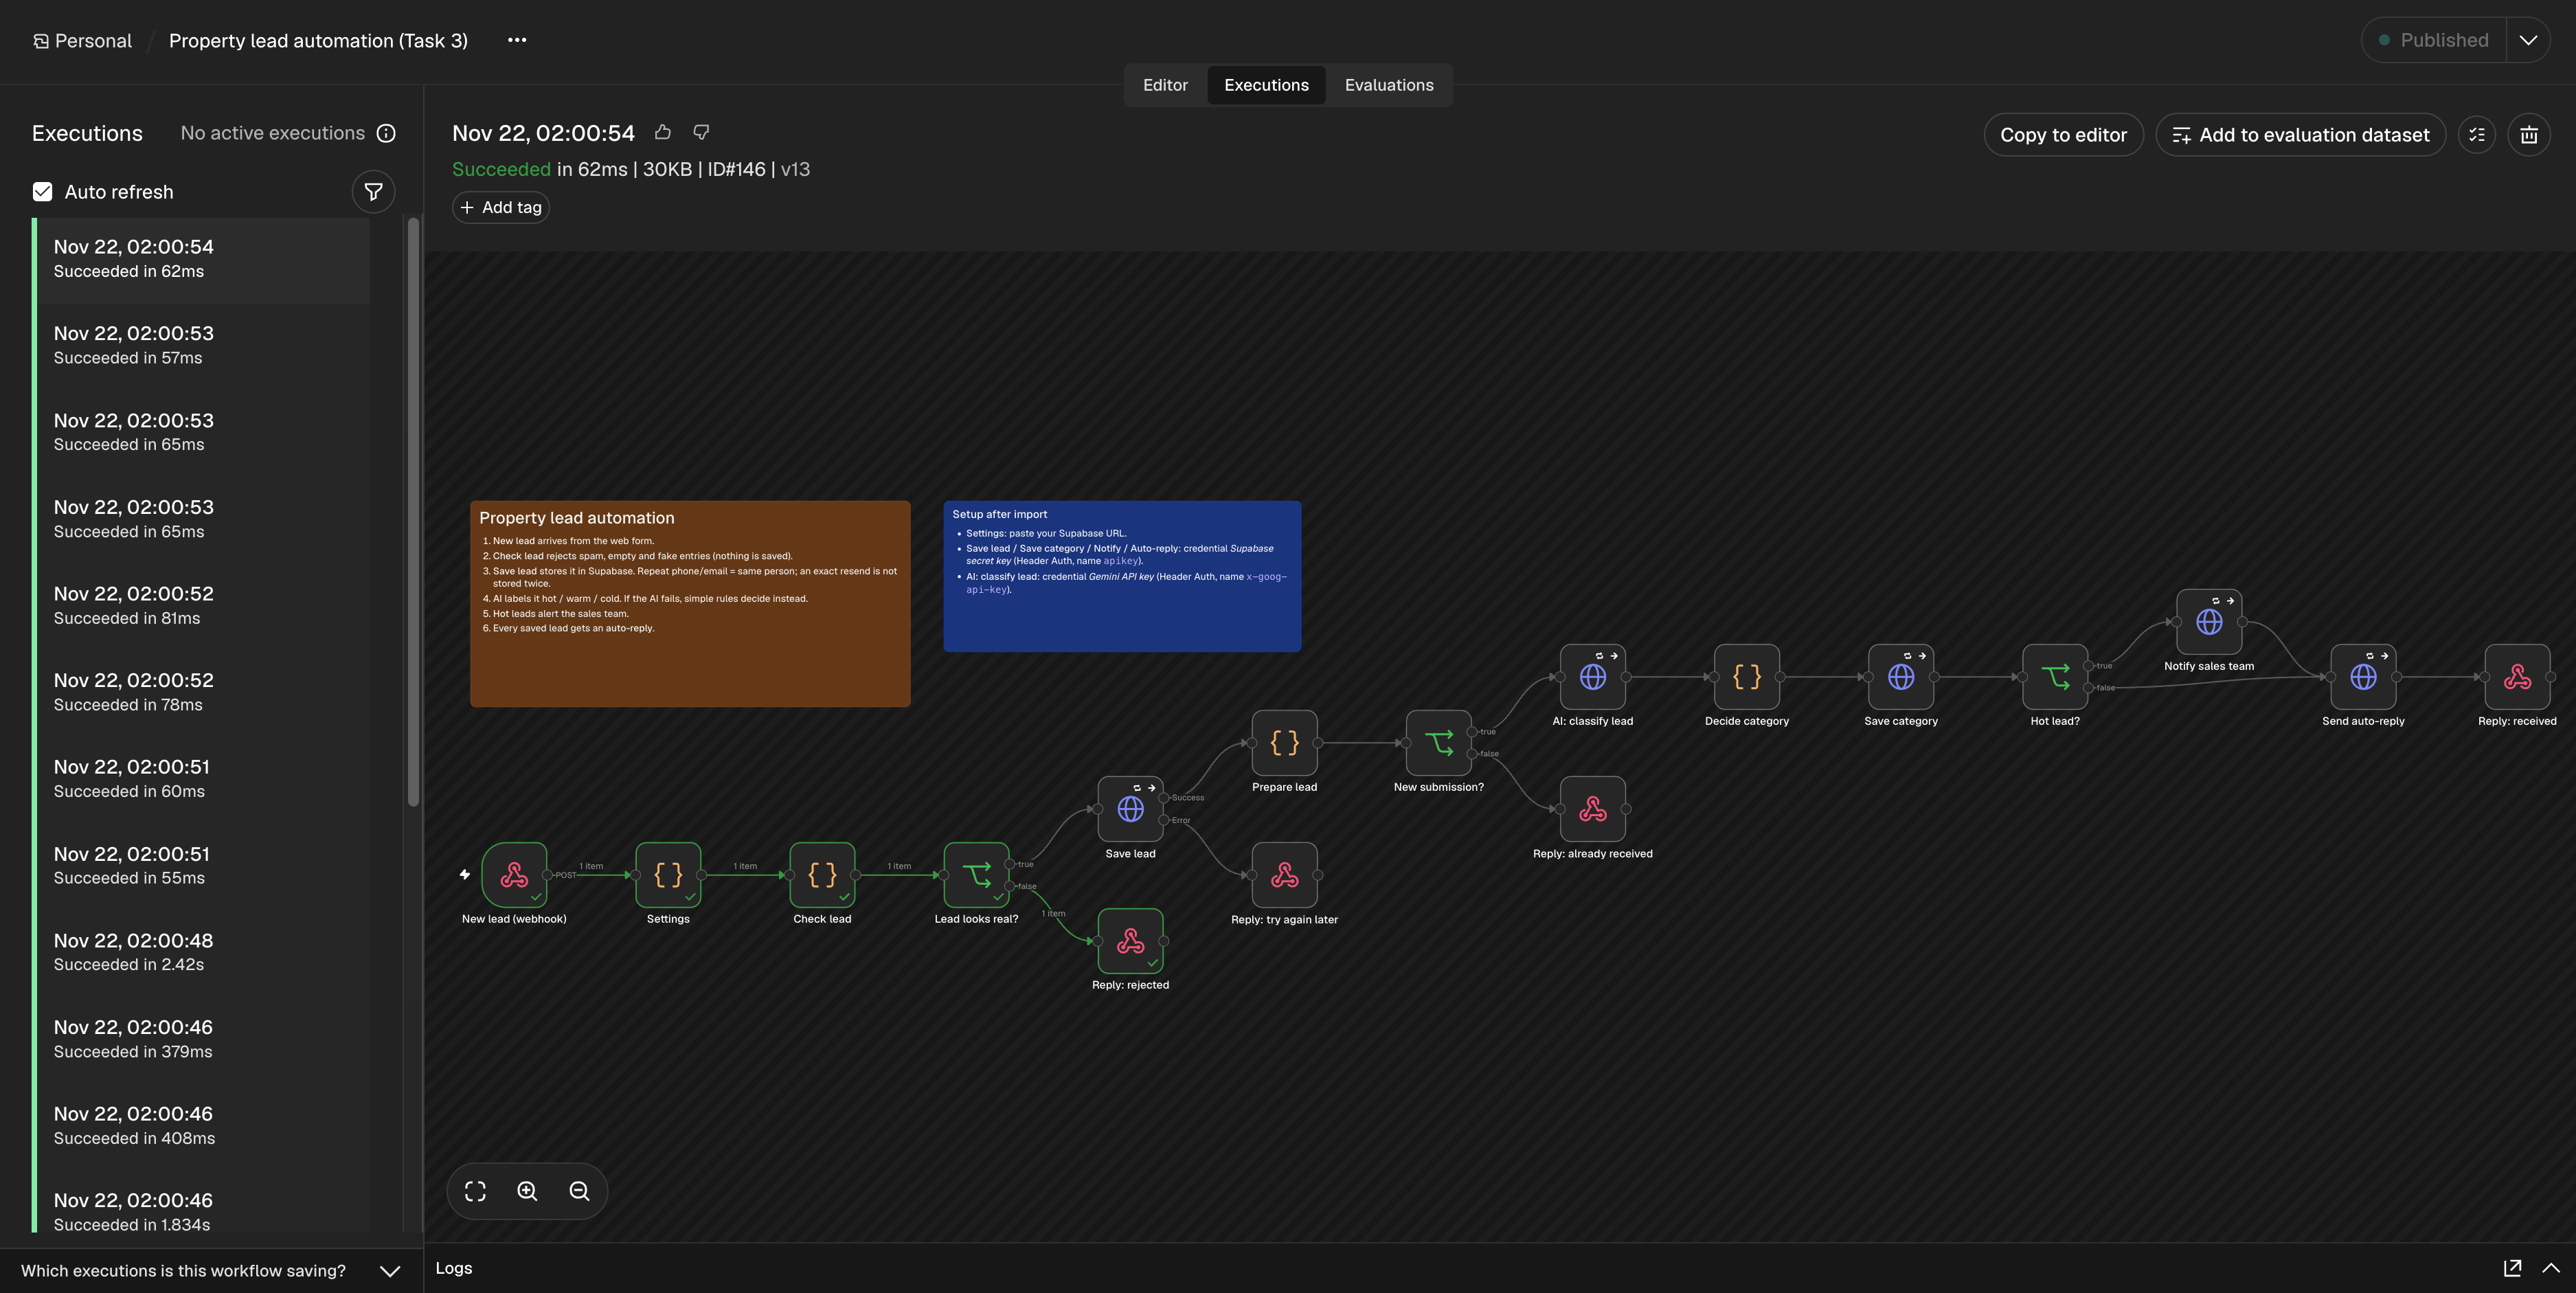 Personal / Property lead automation (Task 3) ...
Published
Editor Executions Evaluations
Executions No active executions
Auto refresh
Nov 22, 02:00:54
Succeeded in 62ms
Nov 22, 02:00:53
Succeeded in 57ms
Nov 22, 02:00:53
Succeeded in 65ms
Nov 22, 02:00:53
Succeeded in 65ms
Nov 22, 02:00:52
Succeeded in 81ms
Nov 22, 02:00:52
Succeeded in 78ms
Nov 22, 02:00:51
Succeeded in 60ms
Nov 22, 02:00:51
Succeeded in 55ms
Nov 22, 02:00:48
Succeeded in 2.42s
Nov 22, 02:00:46
Succeeded in 379ms
Nov 22, 02:00:46
Succeeded in 408ms
Nov 22, 02:00:46
Succeeded in 1.834s
Which executions is this workflow saving?
Nov 22, 02:00:54
Succeeded in 62ms | 30KB | ID#146 | v13
+ Add tag
Copy to editor
Add to evaluation dataset
Property lead automation
1. New lead arrives from the web form.
2. Check lead rejects spam, empty and fake entries (nothing is saved).
3. Save lead stores it in Supabase. Repeat phone/email = same person; an exact resend is not
stored twice.
4. AI labels it hot / warm / cold. If the AI fails, simple rules decide instead.
5. Hot leads alert the sales team.
6. Every saved lead gets an auto-reply.
Setup after import
• Settings: paste your Supabase URL.
• Save lead / Save category / Notify / Auto-reply: credential Supabase
secret key (Header Auth, name apikey).
• AI: classify lead: credential Gemini API key (Header Auth, name x-goog-
api-key).
New lead (webhook)
POST
1 item
Settings
1 item
Check lead
1 item
Lead looks real?
true
false
1 item
Reply: rejected
Save lead
Success
Error
Reply: try again later
Prepare lead
New submission?
true
false
Reply: already received
AI: classify lead
Decide category
Save category
Hot lead?
true
false
Notify sales team
Send auto-reply
Reply: received
Logs